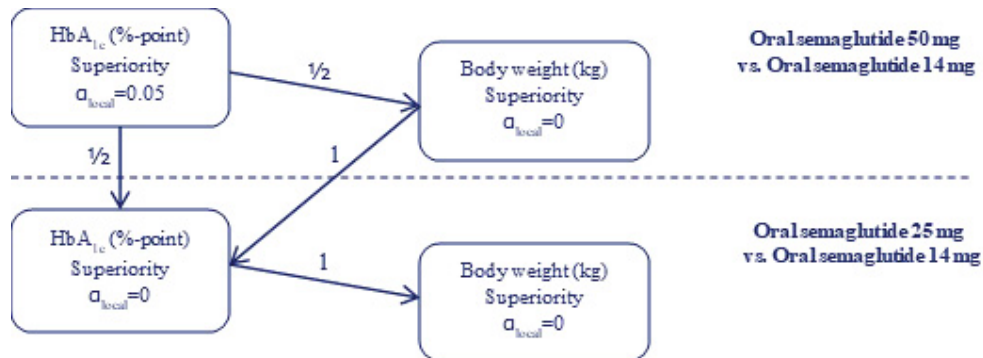 HbA1c (%-point)
Superiority
αlocal=0.05
½
Body weight (kg)
Superiority
αlocal=0
Oral semaglutide 50 mg
vs. Oral semaglutide 14 mg
½
1
HbA1c (%-point)
Superiority
αlocal=0
1
Body weight (kg)
Superiority
αlocal=0
Oral semaglutide 25 mg
vs. Oral semaglutide 14 mg